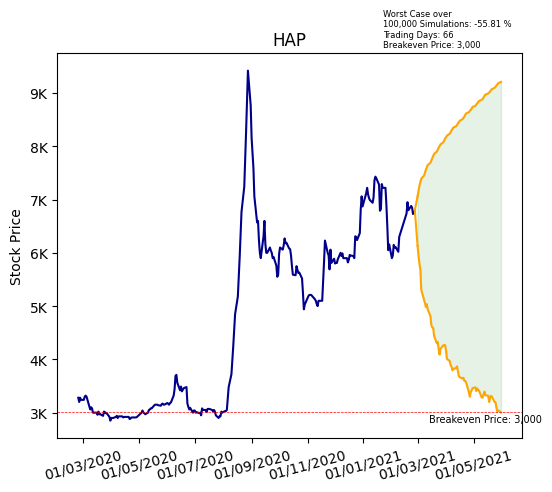 Worst Case over
100,000 Simulations: -55.81 %
Trading Days: 66
Breakeven Price: 3,000
HAP
9K
8K
7K
6K
5K
4K
3K
Stock Price
Breakeven Price: 3,000
01/03/2020 01/05/2020 01/07/2020 01/09/2020 01/11/2020 01/01/2021 01/03/2021 01/05/2021